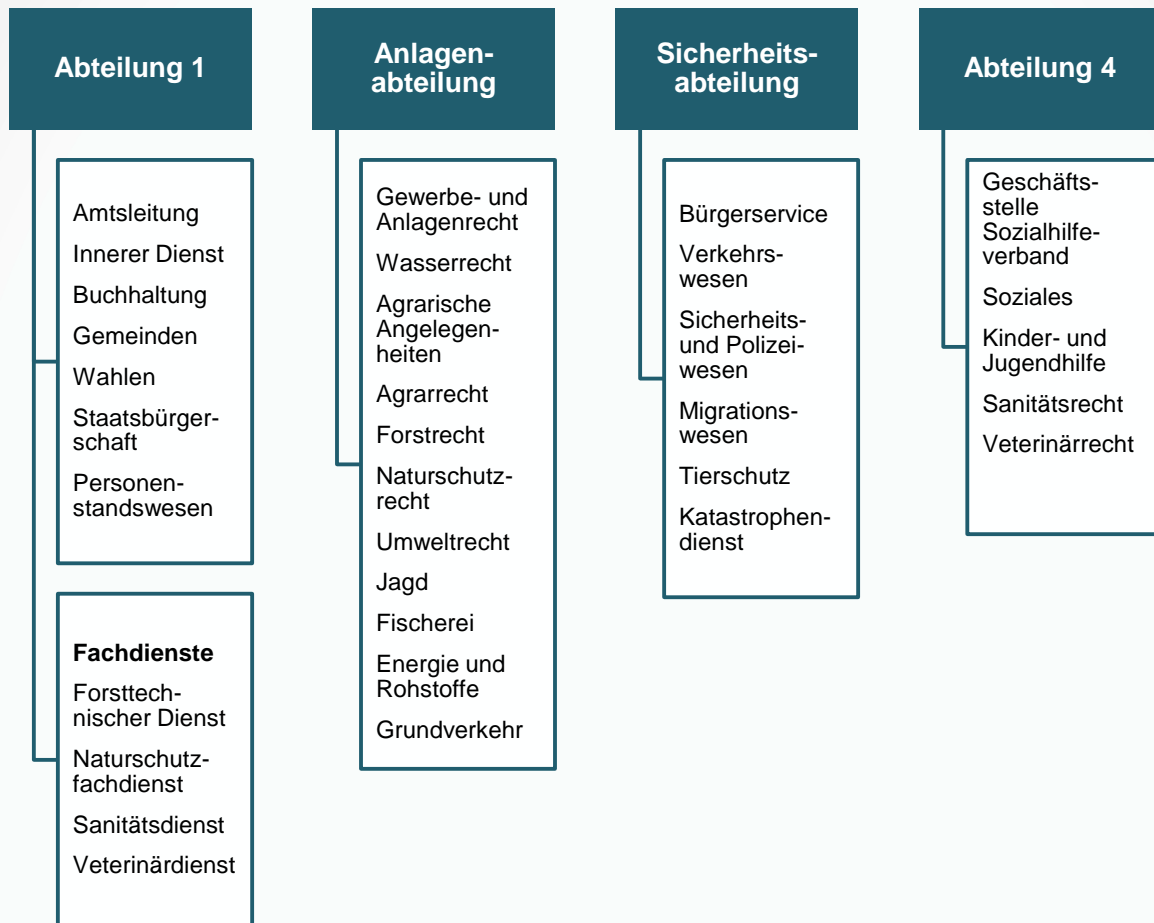 Abteilung 1
Amtsleitung
Innerer Dienst
Buchhaltung
Gemeinden
Wahlen
Staatsbürger-
schaft
Personen-
standswesen
Fachdienste
Forsttech-
nischer Dienst
Naturschutz-
fachdienst
Sanitätsdienst
Veterinärdienst
Anlagen-
abteilung
Gewerbe- und
Anlagenrecht
Wasserrecht
Agrarische
Angelegen-
heiten
Agrarrecht
Forstrecht
Naturschutz-
recht
Umweltrecht
Jagd
Fischerei
Energie und
Rohstoffe
Grundverkehr
Sicherheits-
abteilung
Bürgerservice
Verkehrs-
wesen
Sicherheits-
und Polizei-
wesen
Migrations-
wesen
Tierschutz
Katastrophen-
dienst
Abteilung 4
Geschäfts-
stelle
Sozialhilfe-
verband
Soziales
Kinder- und
Jugendhilfe
Sanitätsrecht
Veterinärrecht